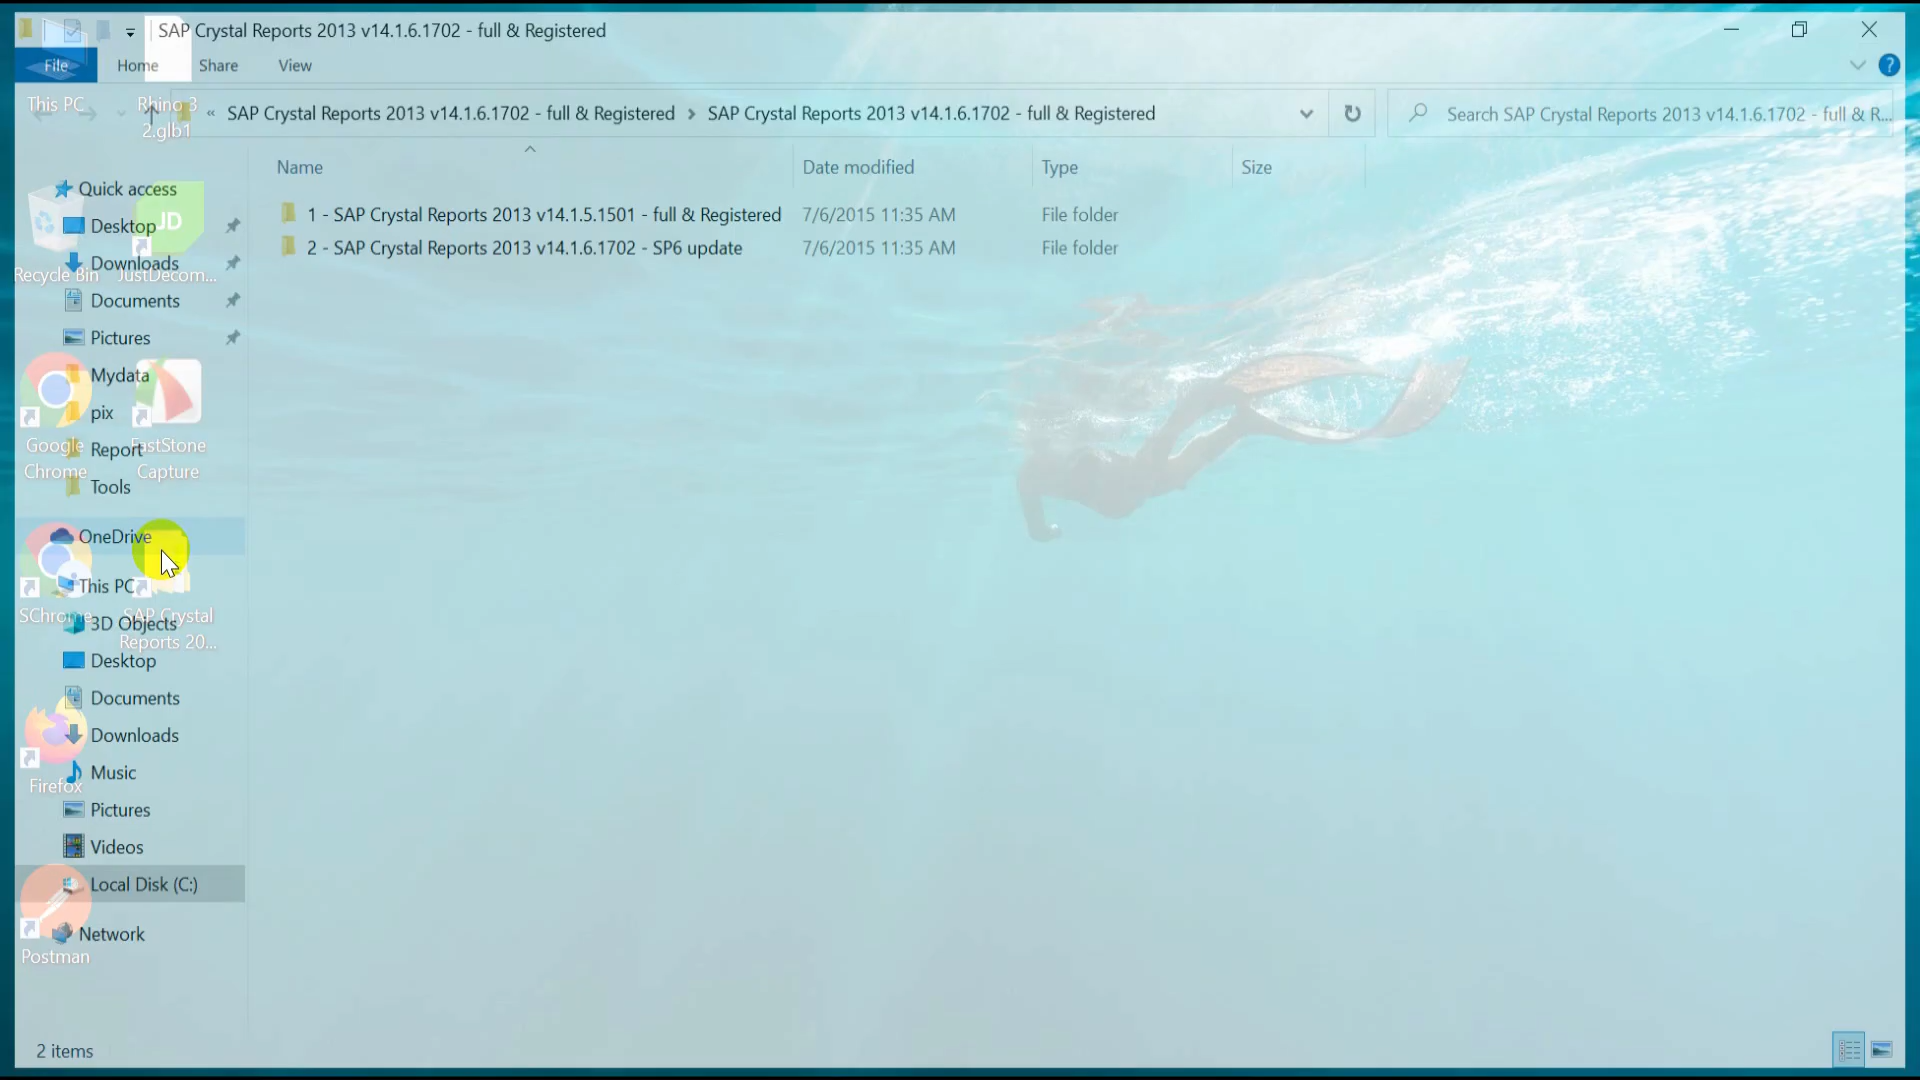 SAP Crystal Reports 2013 v14.1.6.1702 - full & Registered
File Home Share View
« SAP Crystal Reports 2013 v14.1.6.1702 - full & Registered › SAP Crystal Reports 2013 v14.1.6.1702 - full & Registered
Search SAP Crystal Reports 2013 v14.1.6.1702 - full & R...
Name Date modified Type Size
1 - SAP Crystal Reports 2013 v14.1.5.1501 - full & Registered 7/6/2015 11:35 AM File folder
2 - SAP Crystal Reports 2013 v14.1.6.1702 - SP6 update 7/6/2015 11:35 AM File folder
Quick access
Desktop
Downloads
Documents
Pictures
Mydata
pix
Report
Tools
OneDrive
This PC
3D Objects
Desktop
Documents
Downloads
Music
Pictures
Videos
Local Disk (C:)
Network
2 items
This PC
Rhino 3
2.glb1
Recycle Bin
JD
JustDecom...
Google
Chrome
FastStone
Capture
SChrome
SAP Crystal
Reports 20...
Firefox
Postman